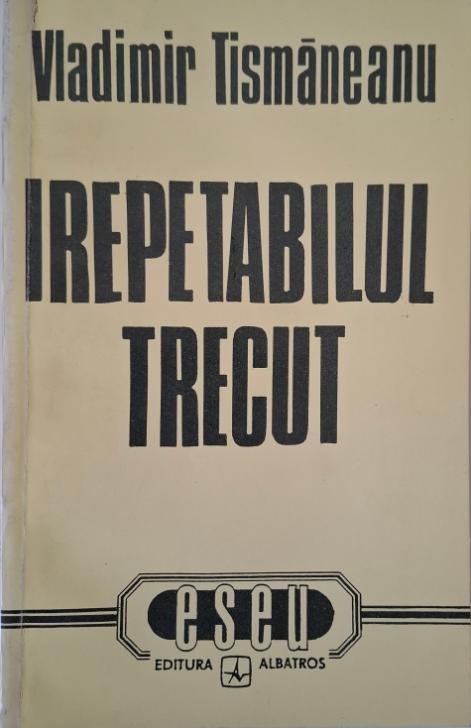 Vladimir Tismăneanu
IREPETABILUL
TRECUT
eseu
EDITURA ALBATROS